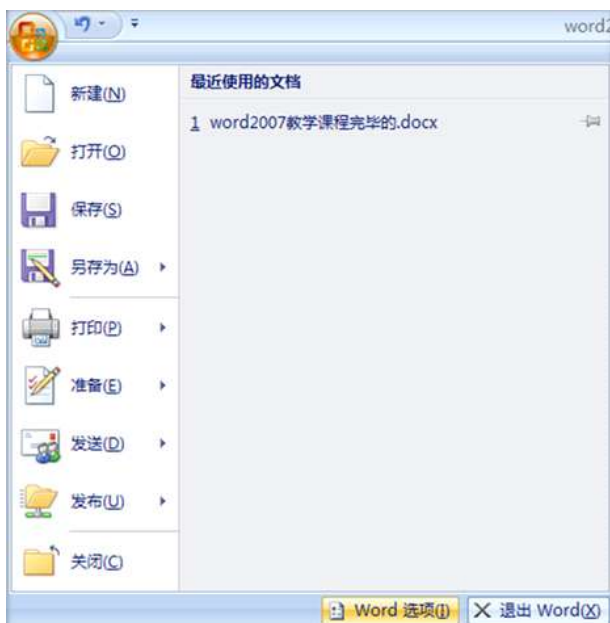 word2
新建(N)
打开(O)
保存(S)
另存为(A)
打印(P)
准备(E)
发送(D)
发布(U)
关闭(C)
最近使用的文档
1 word2007教学课程完毕的.docx
Word 选项(I) 退出 Word(X)